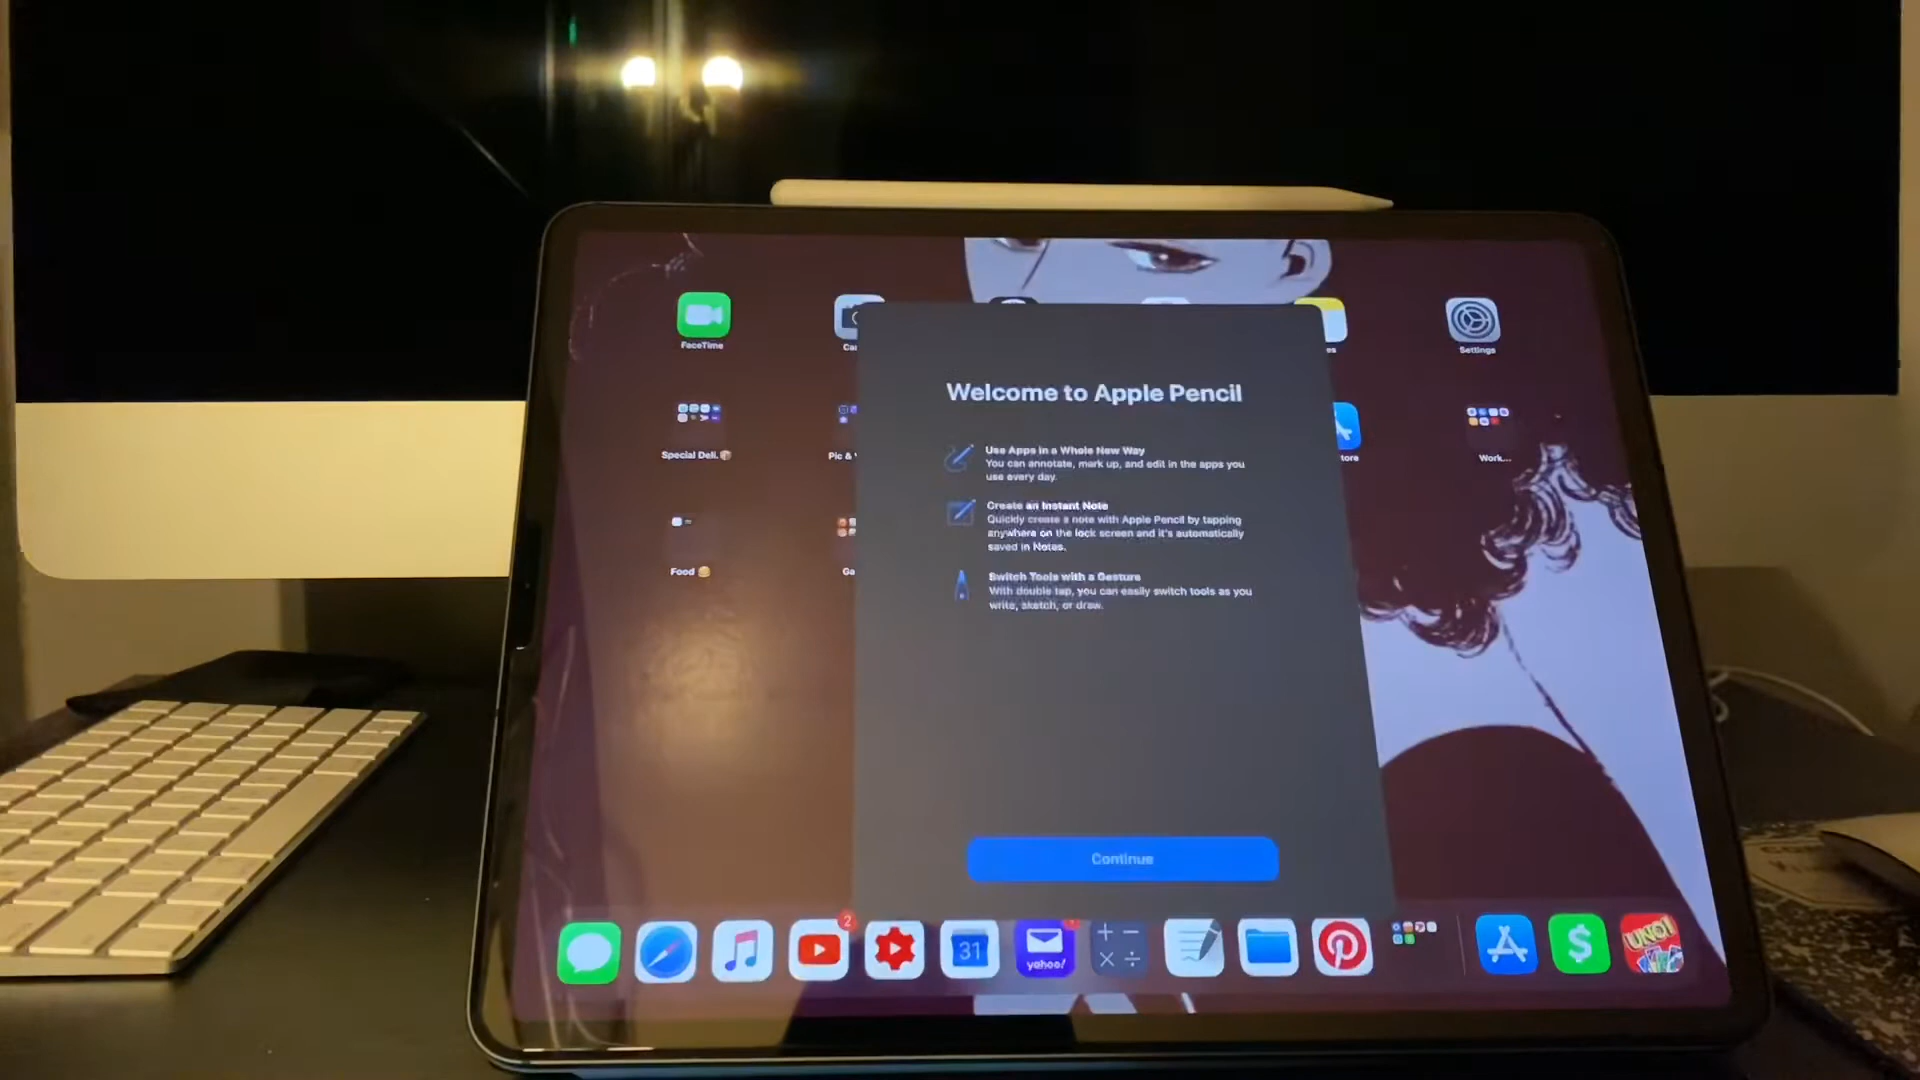 FaceTime
Settings
Welcome to Apple Pencil
Use Apps in a Whole New Way
You can annotate, mark up, and edit in the apps you
use every day.
Special Deli.
Pic &
Work...
Create an Instant Note
Quickly create a note with Apple Pencil by tapping
anywhere on the lock screen and it's automatically
saved in Notes.
Food
Switch Tools with a Gesture
With double tap, you can easily switch tools as you
write, sketch, or draw.
Continue
2
31
yahoo!
$
UNO!